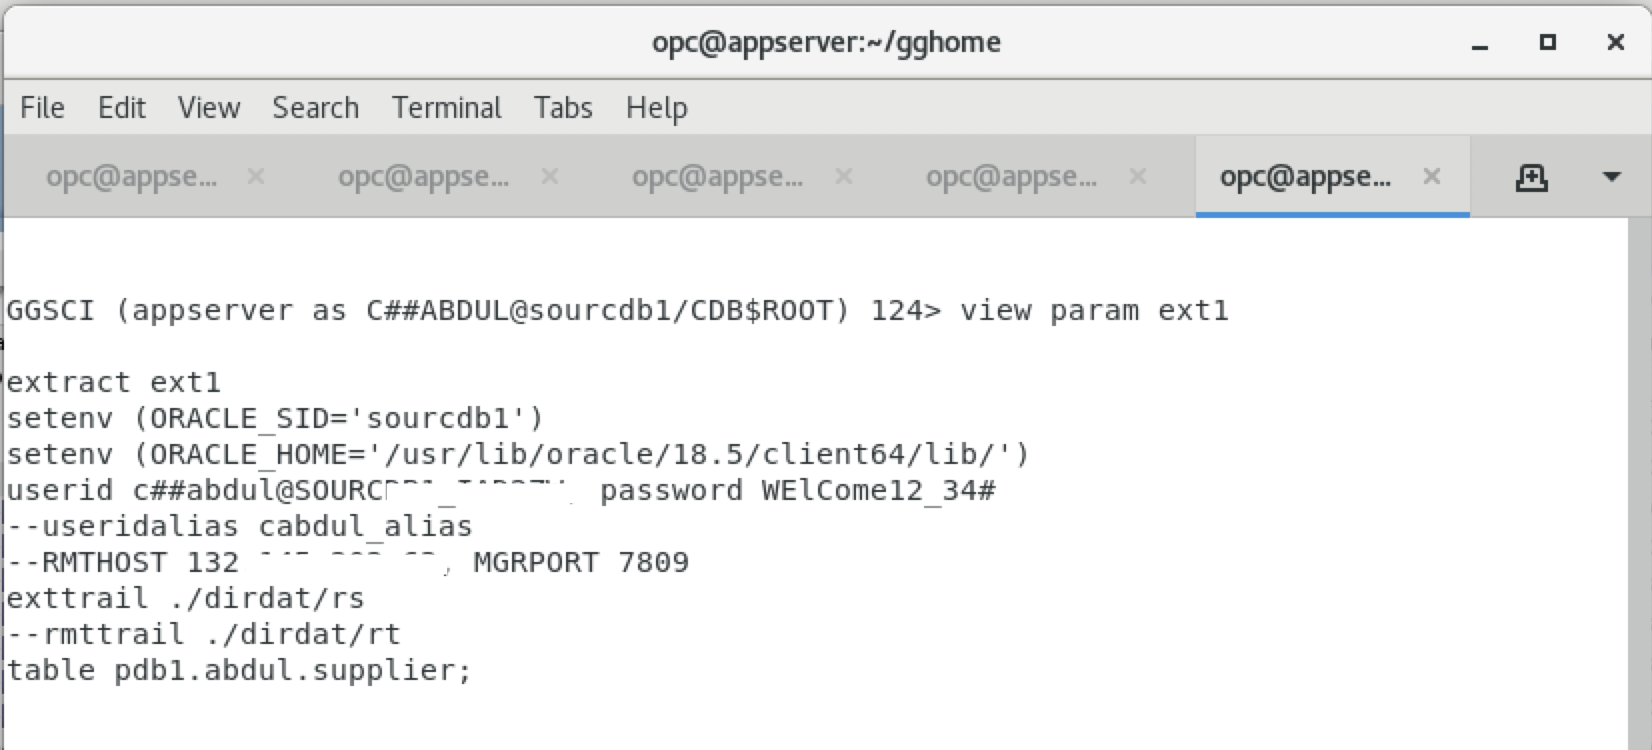 opc@appserver:~/gghome
File Edit View Search Terminal Tabs Help
opc@appse... opc@appse... opc@appse... opc@appse... opc@appse...
GGSCI (appserver as C##ABDUL@sourcdb1/CDB$ROOT) 124> view param ext1
extract ext1
setenv (ORACLE_SID='sourcdb1')
setenv (ORACLE_HOME='/usr/lib/oracle/18.5/client64/lib/')
userid c##abdul@SOURC password WElCome12_34#
--useridalias cabdul_alias
--RMTHOST 132 , MGRPORT 7809
exttrail ./dirdat/rs
--rmttrail ./dirdat/rt
table pdb1.abdul.supplier;